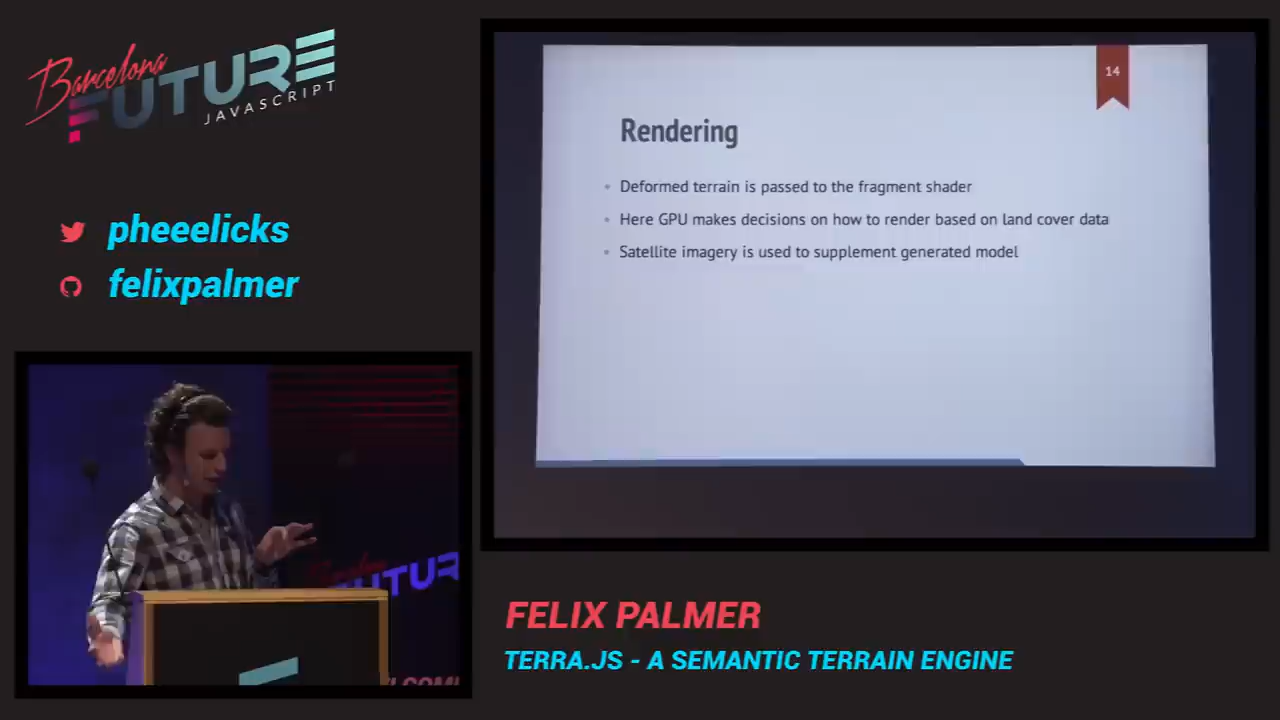 Barcelona
FUTURE
JAVASCRIPT
pheeelicks
felixpalmer
14
Rendering
Deformed terrain is passed to the fragment shader
Here GPU makes decisions on how to render based on land cover data
Satellite imagery is used to supplement generated model
Barcelona
FUTUR
FELIX PALMER
TERRA.JS - A SEMANTIC TERRAIN ENGINE